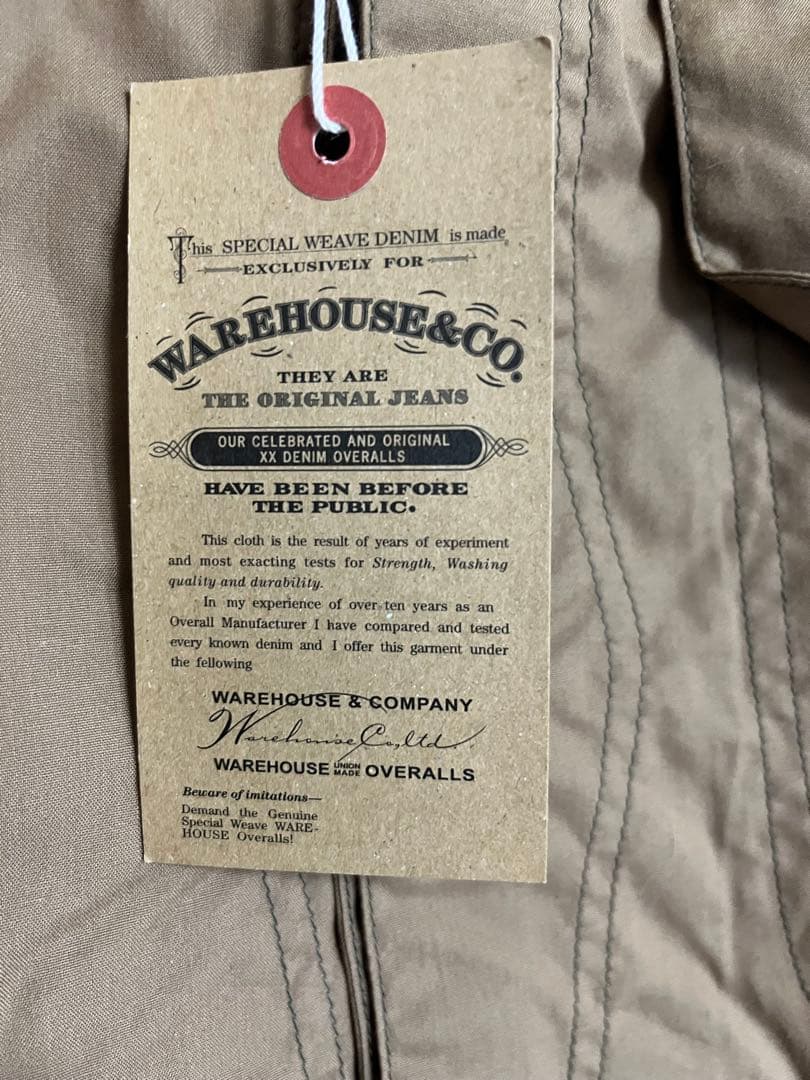 This SPECIAL WEAVE DENIM is made
EXCLUSIVELY FOR
WAREHOUSE&CO.
THEY ARE
THE ORIGINAL JEANS
OUR CELEBRATED AND ORIGINAL
XX DENIM OVERALLS
HAVE BEEN BEFORE
THE PUBLIC.
This cloth is the result of years of experiment
and most exacting tests for Strength, Washing
quality and durability.
In my experience of over ten years as an
Overall Manufacturer I have compared and tested
every known denim and I offer this garment under
the fellowing
WAREHOUSE & COMPANY
Warehouse Co,ltd.
WAREHOUSE UNION MADE OVERALLS
Beware of imitations—
Demand the Genuine
Special Weave WARE-
HOUSE Overalls!